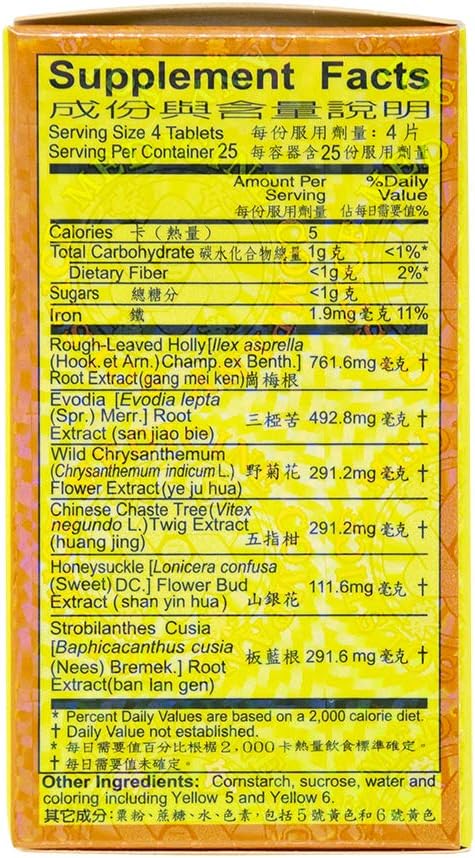 Supplement Facts
成份與含量說明
Serving Size 4 Tablets 每份服用劑量: 4 片
Serving Per Container 25 每容器含25份服用劑量
Amount Per %Daily
Serving Value
每份服用劑量 佔每日需要值%
Calories 卡 (熱量) 5
Total Carbohydrate 碳水化合物總量 1g 克 <1%*
Dietary Fiber <1g 克 2%*
Sugars 總糖分 <1g 克
Iron 鐵 1.9mg 毫克 11%
Rough-Leaved Holly[Ilex asprella
(Hook.et Arn.)Champ.ex Benth.] 761.6mg 毫克 †
Root Extract(gang mei ken)崗梅根
Evodia [Evodia lepta
(Spr.) Merr.] Root 三椏苦 492.8mg 毫克 †
Extract (san jiao bie)
Wild Chrysanthemum
(Chrysanthemum indicum L.) 野菊花 291.2mg 毫克 †
Flower Extract(ye ju hua)
Chinese Chaste Tree(Vitex
negundo L.)Twig Extract 291.2mg 毫克 †
(huang jing) 五指柑
Honeysuckle [Lonicera confusa
(Sweet) DC.] Flower Bud 111.6mg 毫克 †
Extract (shan yin hua) 山銀花
Strobilanthes Cusia
[Baphicacanthus cusia
(Nees) Bremek.] Root 板藍根 291.6 mg 毫克 †
Extract(ban lan gen)
* Percent Daily Values are based on a 2,000 calorie diet.
† Daily Value not established.
* 每日需要值百分比根椐2,000卡熱量飲食標準確定。
† 每日需要值未確定。
Other Ingredients: Cornstarch, sucrose, water and
coloring including Yellow 5 and Yellow 6.
其它成分:粟粉、蔗糖、水、色素,包括5號黃色和6號黃色